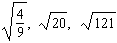 √(4/9), √20, √121